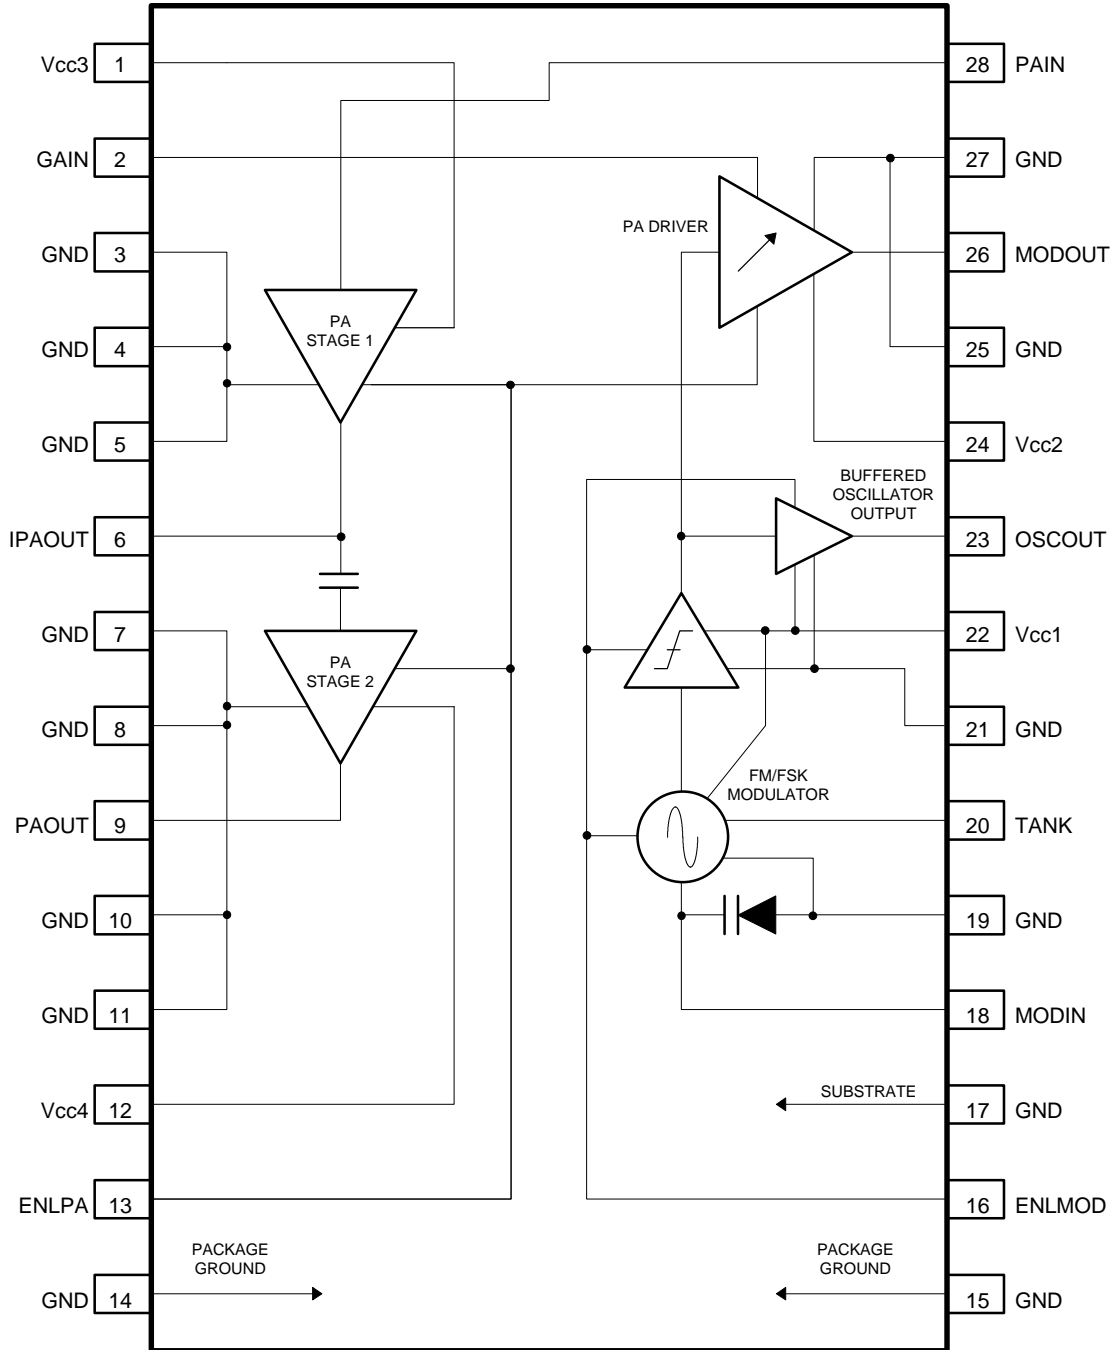 Vcc3 1
28 PAIN
GAIN 2
27 GND
PA DRIVER
GND 3
26 MODOUT
PA
STAGE 1
GND 4
25 GND
GND 5
24 Vcc2
BUFFERED
OSCILLATOR
OUTPUT
IPAOUT 6
23 OSCOUT
GND 7
22 Vcc1
PA
STAGE 2
GND 8
21 GND
FM/FSK
MODULATOR
PAOUT 9
20 TANK
GND 10
19 GND
GND 11
18 MODIN
SUBSTRATE
Vcc4 12
17 GND
ENLPA 13
16 ENLMOD
PACKAGE
GROUND
PACKAGE
GROUND
GND 14
15 GND